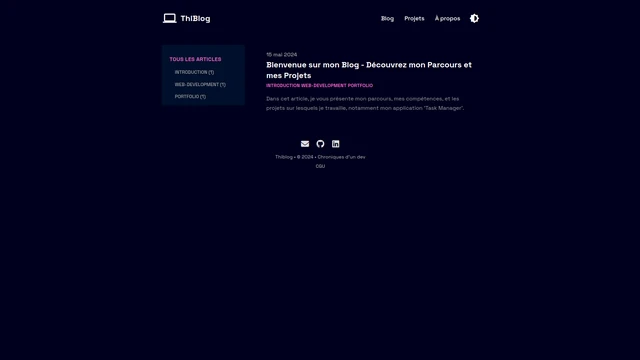 ThiBlog
Blog
Projets
À propos
TOUS LES ARTICLES
INTRODUCTION (1)
WEB-DEVELOPMENT (1)
PORTFOLIO (1)
15 mai 2024
Bienvenue sur mon Blog - Découvrez mon Parcours et
mes Projets
INTRODUCTION WEB-DEVELOPMENT PORTFOLIO
Dans cet article, je vous présente mon parcours, mes compétences, et les
projets sur lesquels je travaille, notamment mon application 'Task Manager'.
Thiblog • © 2024 • Chroniques d'un dev
CGU